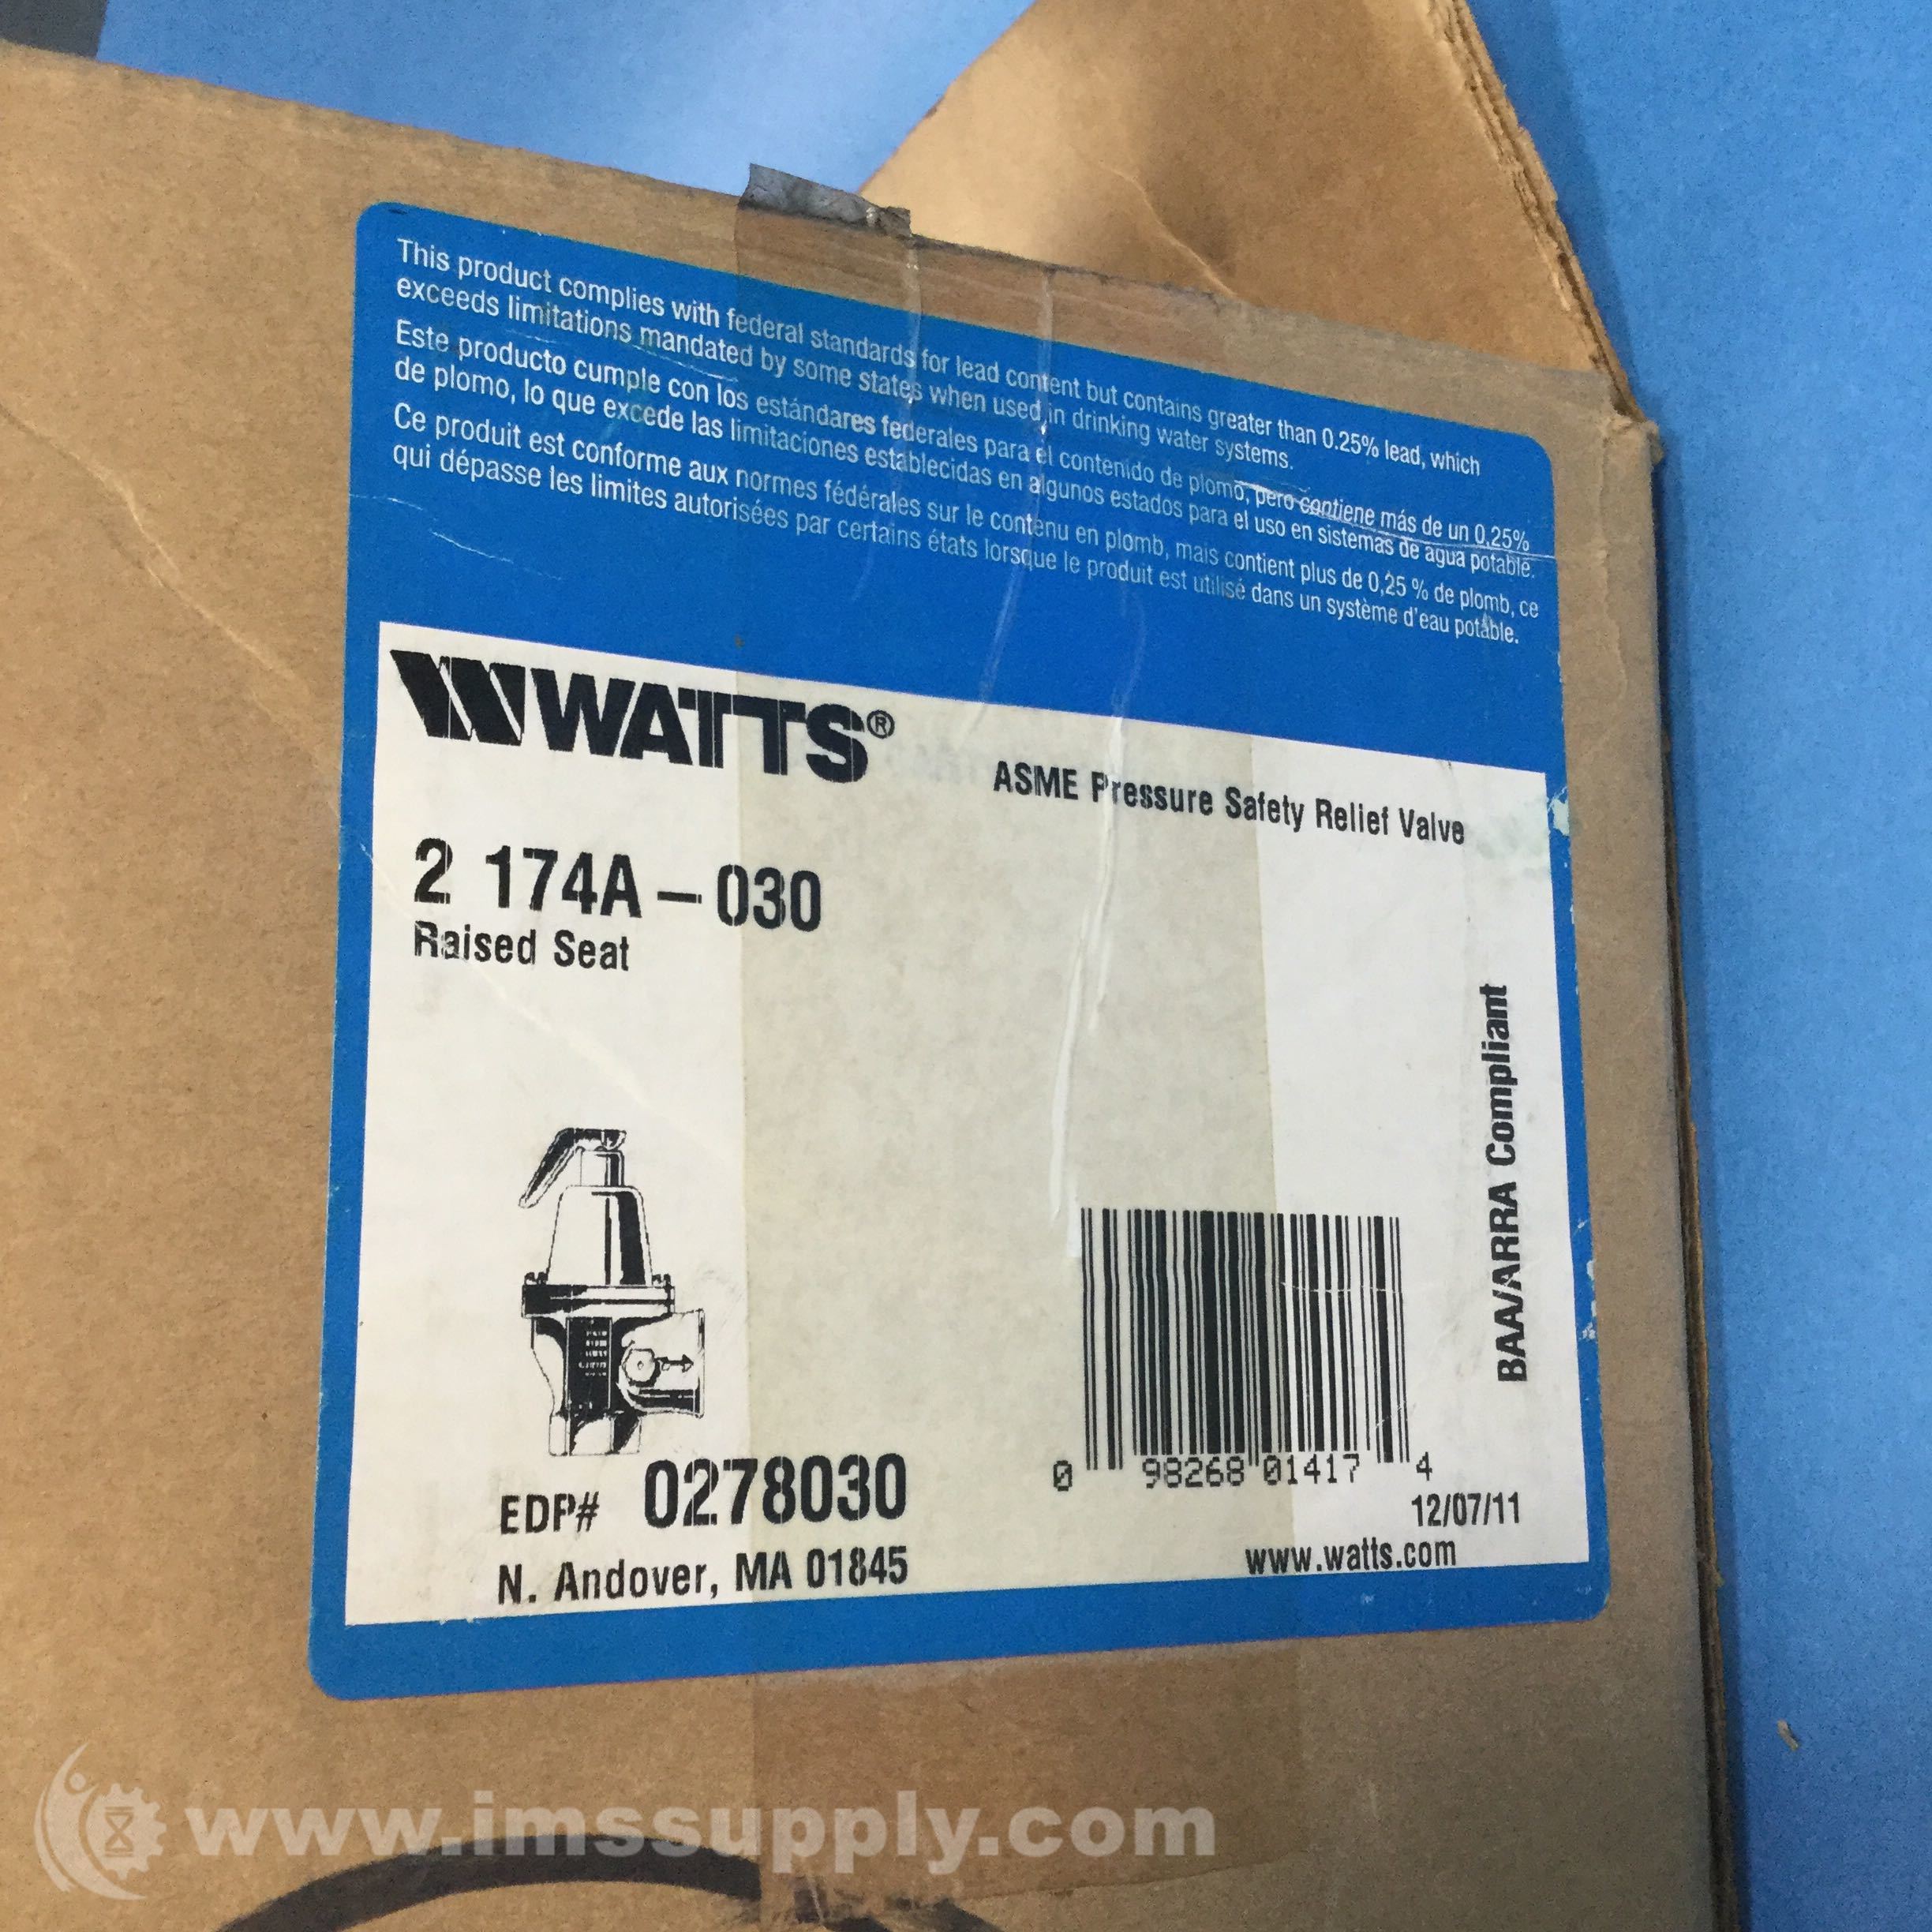 This product complies with federal standards for lead content but contains greater than 0.25% lead, which
exceeds limitations mandated by some states when used in drinking water systems.
Este producto cumple con los estándares federales para el contenido de plomo, pero contiene más de un 0,25%
de plomo, lo que excede las limitaciones establecidas en algunos estados para el uso en sistemas de agua potable.
Ce produit est conforme aux normes fédérales sur le contenu en plomb, mais contient plus de 0,25 % de plomb, ce
qui dépasse les limites autorisées par certains états lorsque le produit est utilisé dans un système d'eau potable.
WATTS®
ASME Pressure Safety Relief Valve
2 174A – 030
Raised Seat
BAA/ARRA Compliant
0 98268 01417 4
EDP# 0278030
12/07/11
N. Andover, MA 01845
www.watts.com
www.imssupply.com